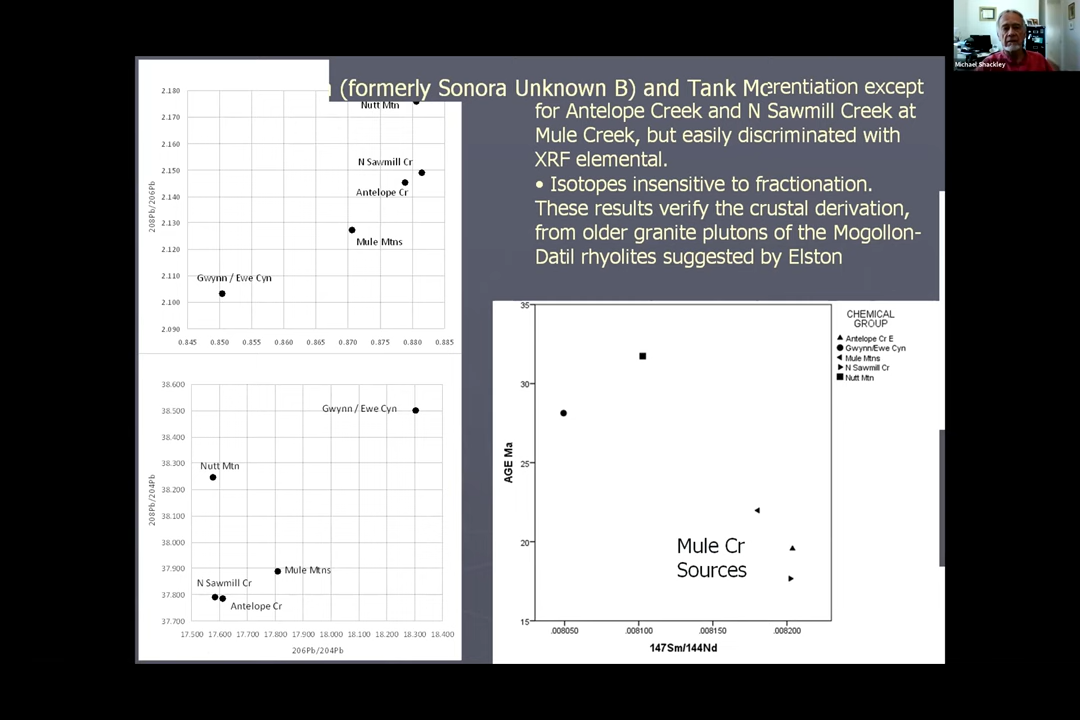 Michael Shackley
(formerly Sonora Unknown B) and Tank
erentiation except
for Antelope Creek and N Sawmill Creek at
Mule Creek, but easily discriminated with
XRF elemental.
• Isotopes insensitive to fractionation.
These results verify the crustal derivation,
from older granite plutons of the Mogollon-
Datil rhyolites suggested by Elston
2.180
2.170
2.160
2.150
2.140
2.130
2.120
2.110
2.100
2.090
208Pb/206Pb
Nutt Mtn
N Sawmill Cr
Antelope Cr
Mule Mtns
Gwynn / Ewe Cyn
0.845 0.850 0.855 0.860 0.865 0.870 0.875 0.880 0.885
38.600
38.500
38.400
38.300
38.200
38.100
38.000
37.900
37.800
37.700
208Pb/204Pb
Gwynn / Ewe Cyn
Nutt Mtn
Mule Mtns
N Sawmill Cr
Antelope Cr
17.500 17.600 17.700 17.800 17.900 18.000 18.100 18.200 18.300 18.400
206Pb/204Pb
35
30
25
20
15
AGE Ma
Mule Cr
Sources
.008050 .008100 .008150 .008200
147Sm/144Nd
CHEMICAL
GROUP
Antelope Cr E
Gwynn/Ewe Cyn
Mule Mtns
N Sawmill Cr
Nutt Mtn